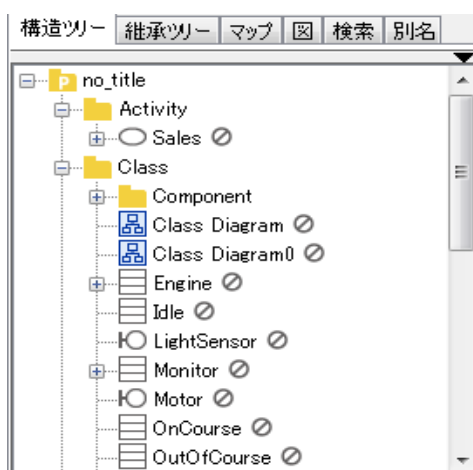 構造ツリー 継承ツリー マップ 図 検索 別名
no_title
Activity
Sales
Class
Component
Class Diagram
Class Diagram0
Engine
Idle
LightSensor
Monitor
Motor
OnCourse
OutOfCourse